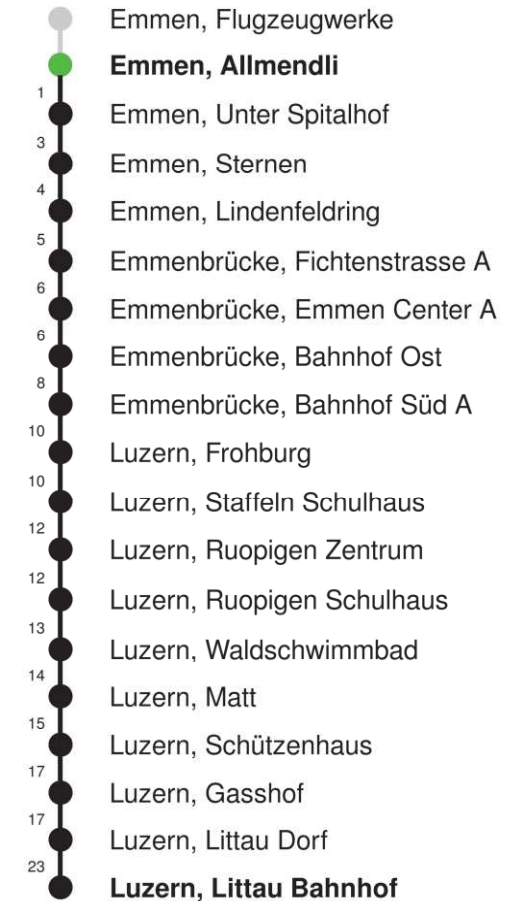 Emmen, Flugzeugwerke
Emmen, Allmendli
1
Emmen, Unter Spitalhof
3
Emmen, Sternen
4
Emmen, Lindenfeldring
5
Emmenbrücke, Fichtenstrasse A
6
Emmenbrücke, Emmen Center A
6
Emmenbrücke, Bahnhof Ost
8
Emmenbrücke, Bahnhof Süd A
10
Luzern, Frohburg
10
Luzern, Staffeln Schulhaus
12
Luzern, Ruopigen Zentrum
12
Luzern, Ruopigen Schulhaus
13
Luzern, Waldschwimmbad
14
Luzern, Matt
15
Luzern, Schützenhaus
17
Luzern, Gasshof
17
Luzern, Littau Dorf
23
Luzern, Littau Bahnhof